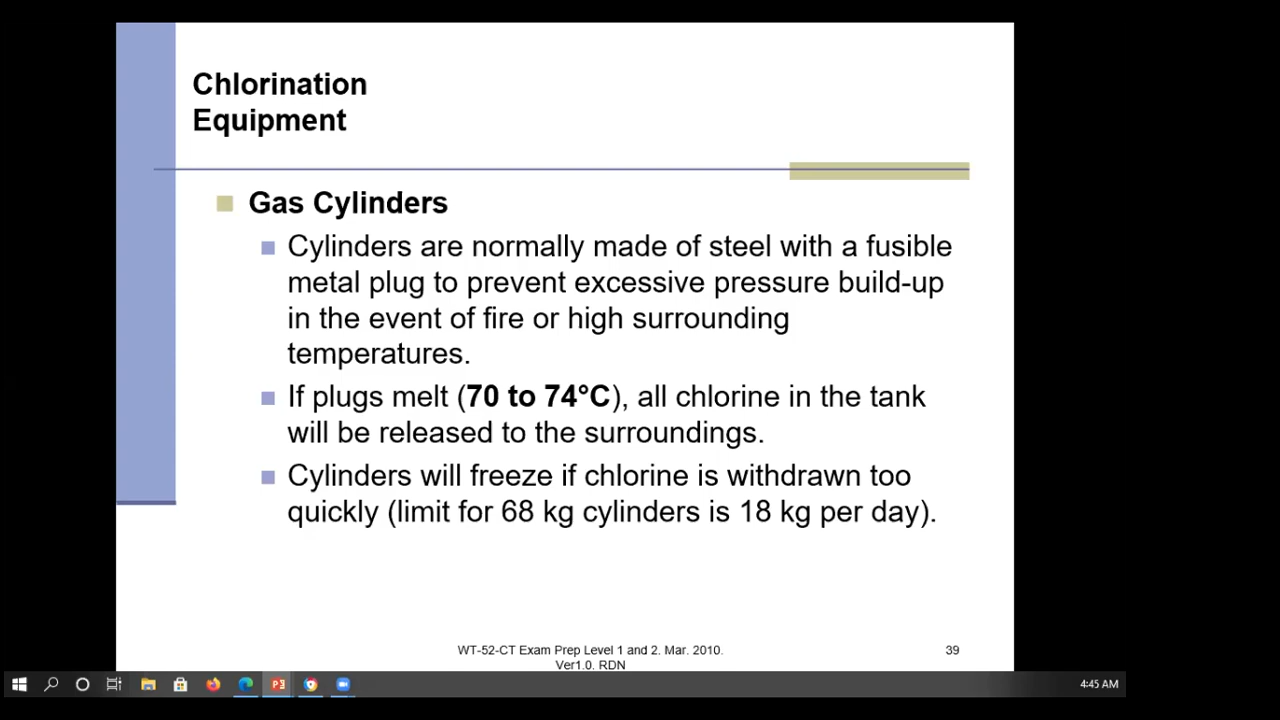 Chlorination
Equipment
Gas Cylinders
Cylinders are normally made of steel with a fusible
metal plug to prevent excessive pressure build-up
in the event of fire or high surrounding
temperatures.
If plugs melt (70 to 74°C), all chlorine in the tank
will be released to the surroundings.
Cylinders will freeze if chlorine is withdrawn too
quickly (limit for 68 kg cylinders is 18 kg per day).
WT-52-CT Exam Prep Level 1 and 2. Mar. 2010.
Ver1.0. RDN
39
4:45 AM